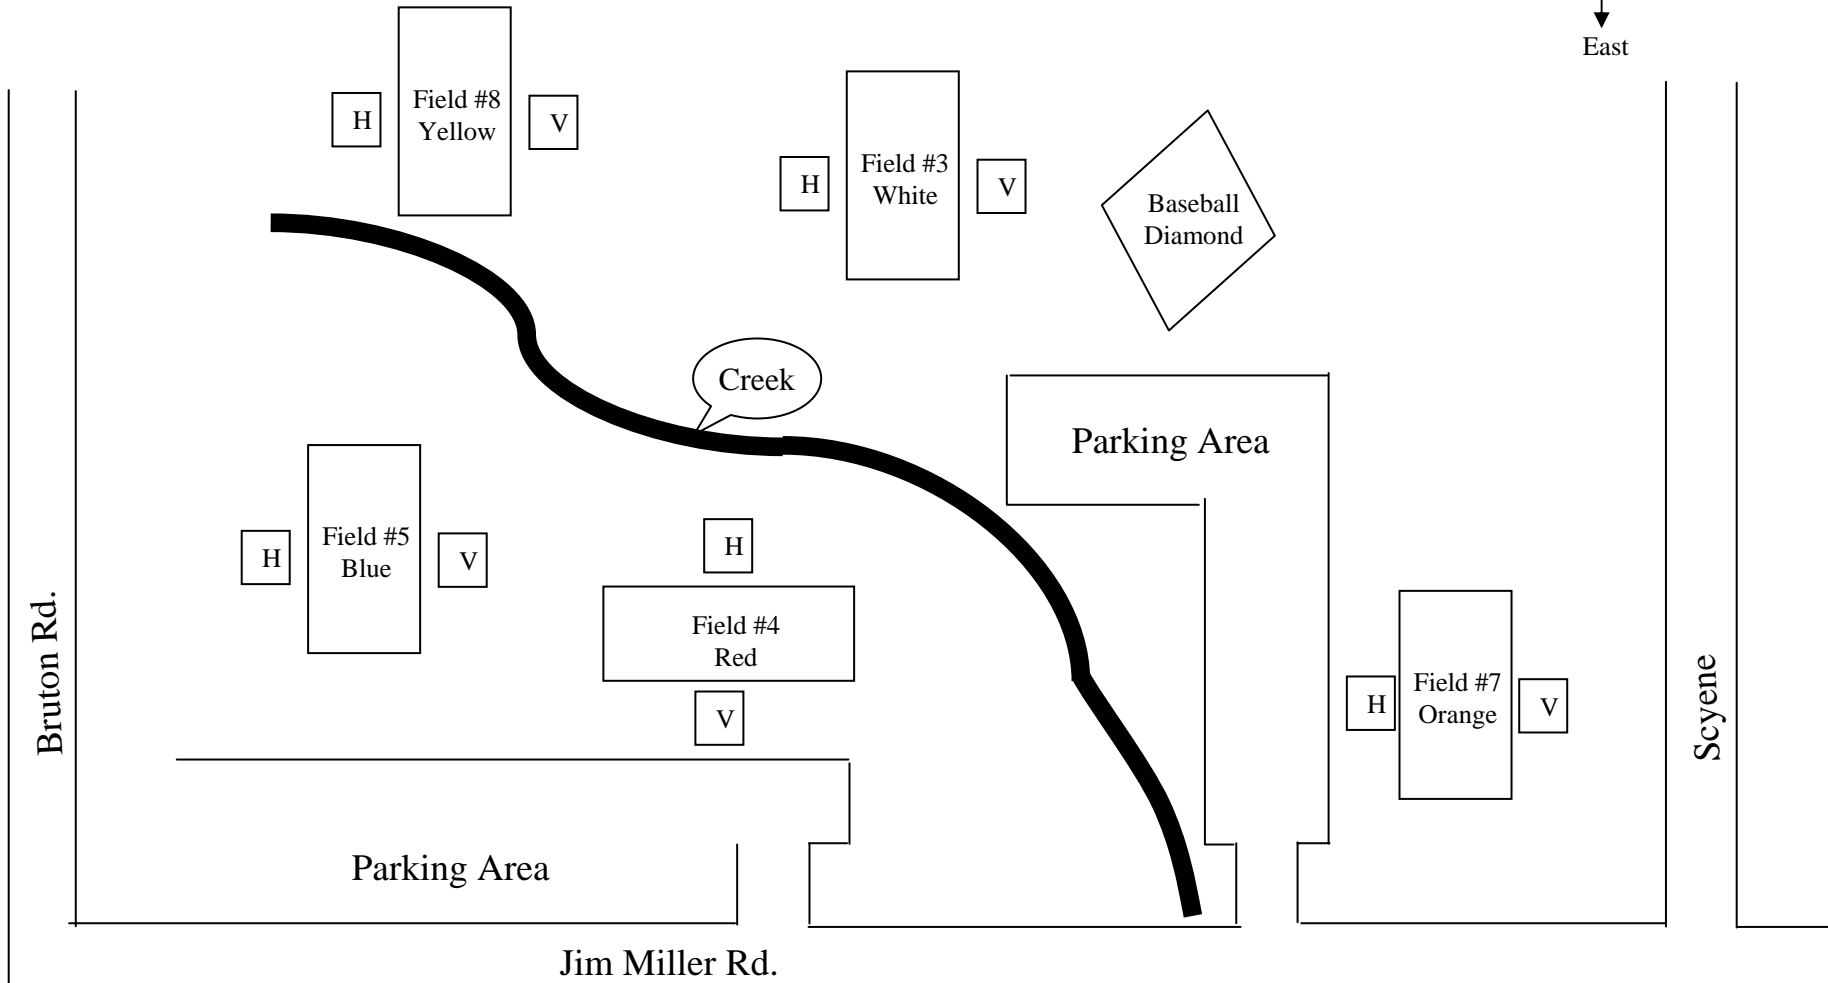 East
Field #8
Yellow
H
V
Field #3
White
H
V
Baseball
Diamond
Creek
Parking Area
Field #5
Blue
H
V
H
Field #4
Red
V
Field #7
Orange
H
V
Bruton Rd.
Scyene
Parking Area
Jim Miller Rd.